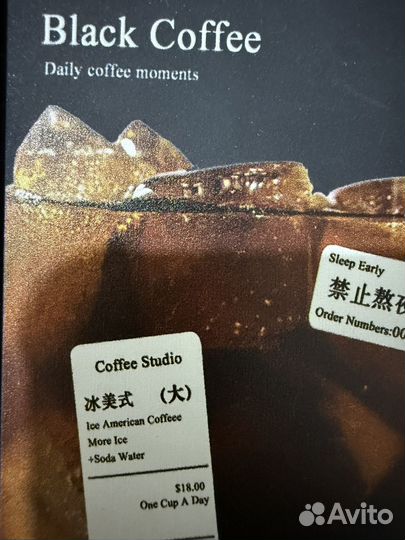 Black Coffee
Daily coffee moments
Sleep Early
禁止熬夜
Order Numbers:00
Coffee Studio
冰美式 (大)
Ice American Coffeee
More Ice
+Soda Water
$18.00
One Cup A Day
Avito